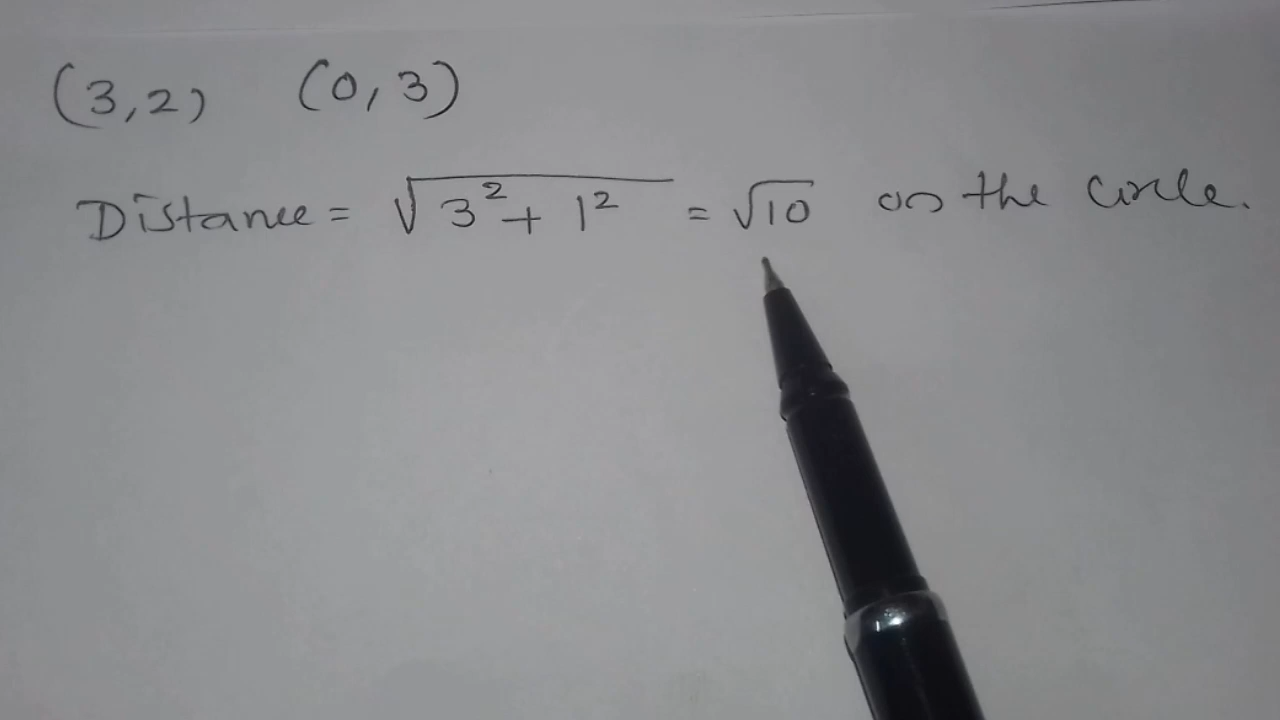 (3,2) (0,3)
Distance = √3²+ 1² = √10 on the Circle.